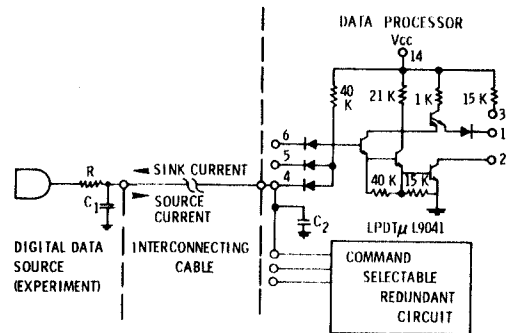 DATA PROCESSOR
Vcc
14
40
K
21 K
1 K
15 K
3
1
2
6
5
4
R
SINK CURRENT
SOURCE
CURRENT
C1
C2
40 K
15 K
LPDTμ L9041
DIGITAL DATA
SOURCE
(EXPERIMENT)
INTERCONNECTING
CABLE
COMMAND
SELECTABLE
REDUNDANT
CIRCUIT